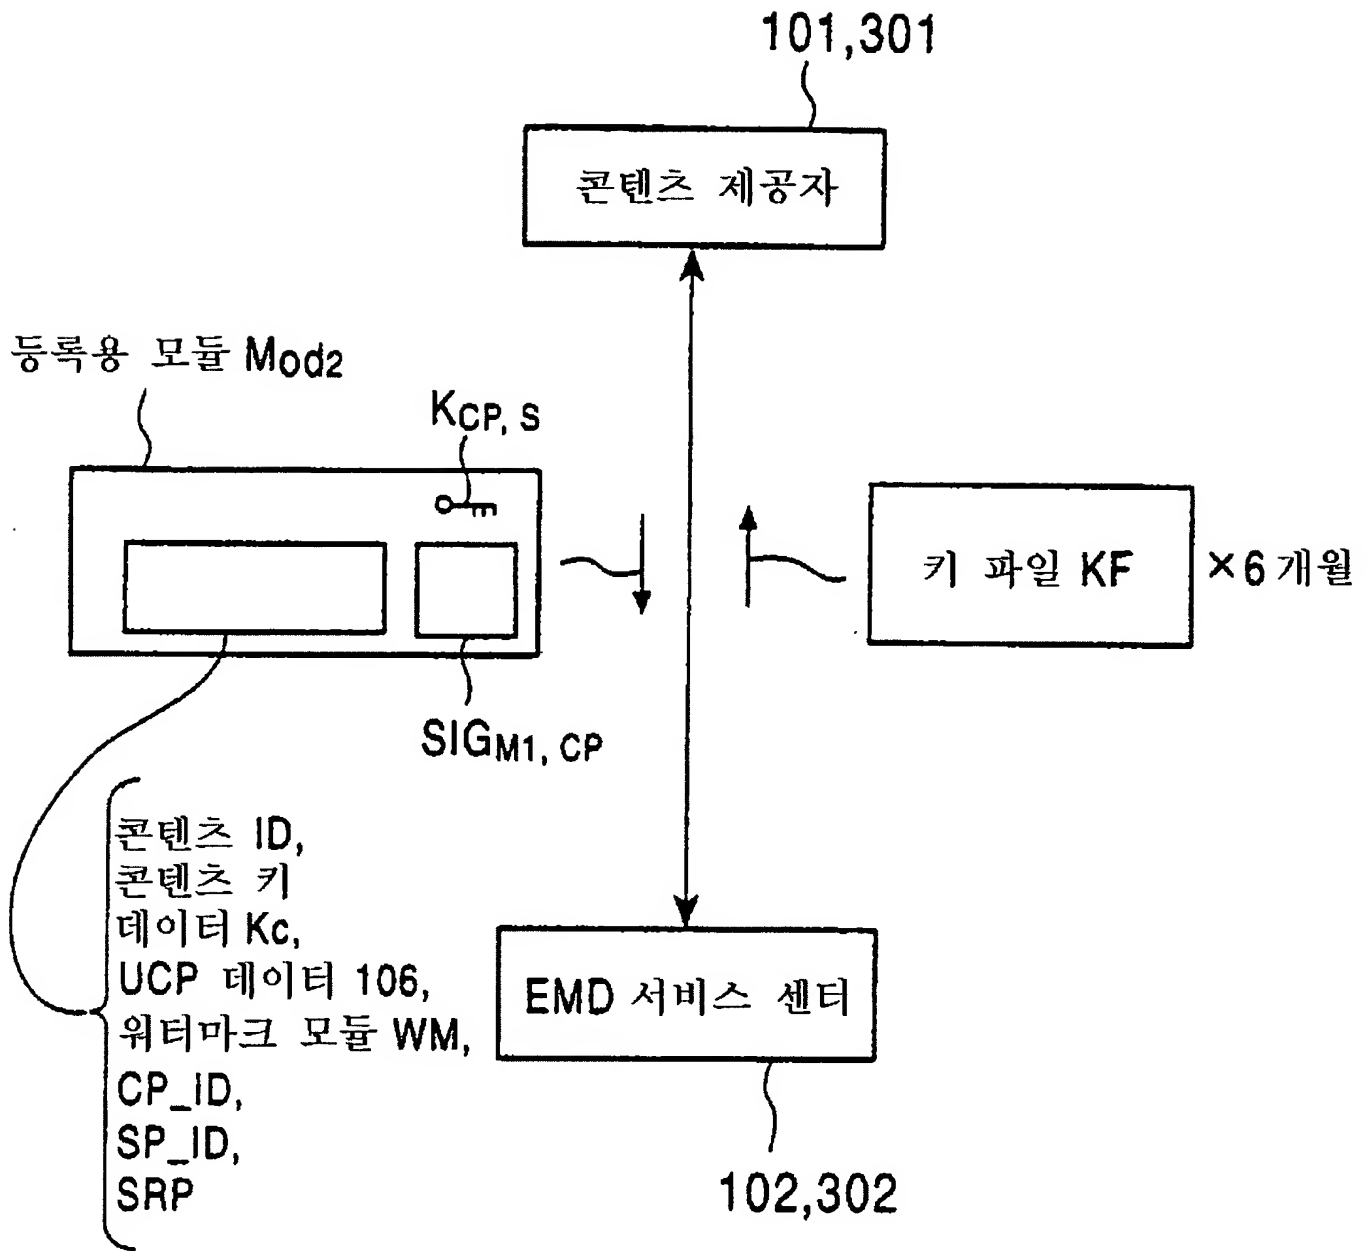 101,301
콘텐츠 제공자
등록용 모듈 Mod2
KCP, S
키 파일 KF
×6 개월
SIGM1, CP
콘텐츠 ID,
콘텐츠 키
데이터 Kc,
UCP 데이터 106,
워터마크 모듈 WM,
CP_ID,
SP_ID,
SRP
EMD 서비스 센터
102,302